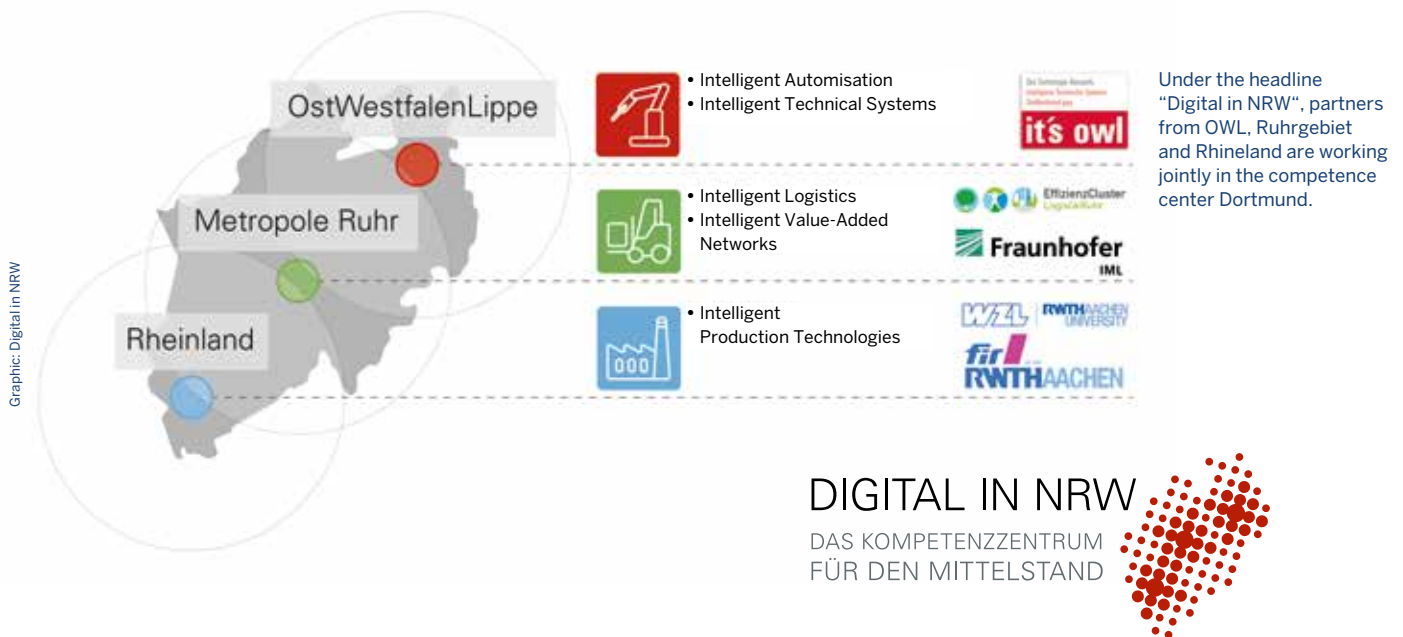 OstWestfalenLippe
Metropole Ruhr
Rheinland
Graphic: Digital in NRW
• Intelligent Automisation
• Intelligent Technical Systems
it's owl
• Intelligent Logistics
• Intelligent Value-Added
Networks
EffizienzCluster
LogistikRuhr
Fraunhofer
IML
• Intelligent
Production Technologies
WZL RWTHAACHEN
UNIVERSITY
fir
RWTHAACHEN
Under the headline
“Digital in NRW“, partners
from OWL, Ruhrgebiet
and Rhineland are working
jointly in the competence
center Dortmund.
DIGITAL IN NRW
DAS KOMPETENZZENTRUM
FÜR DEN MITTELSTAND